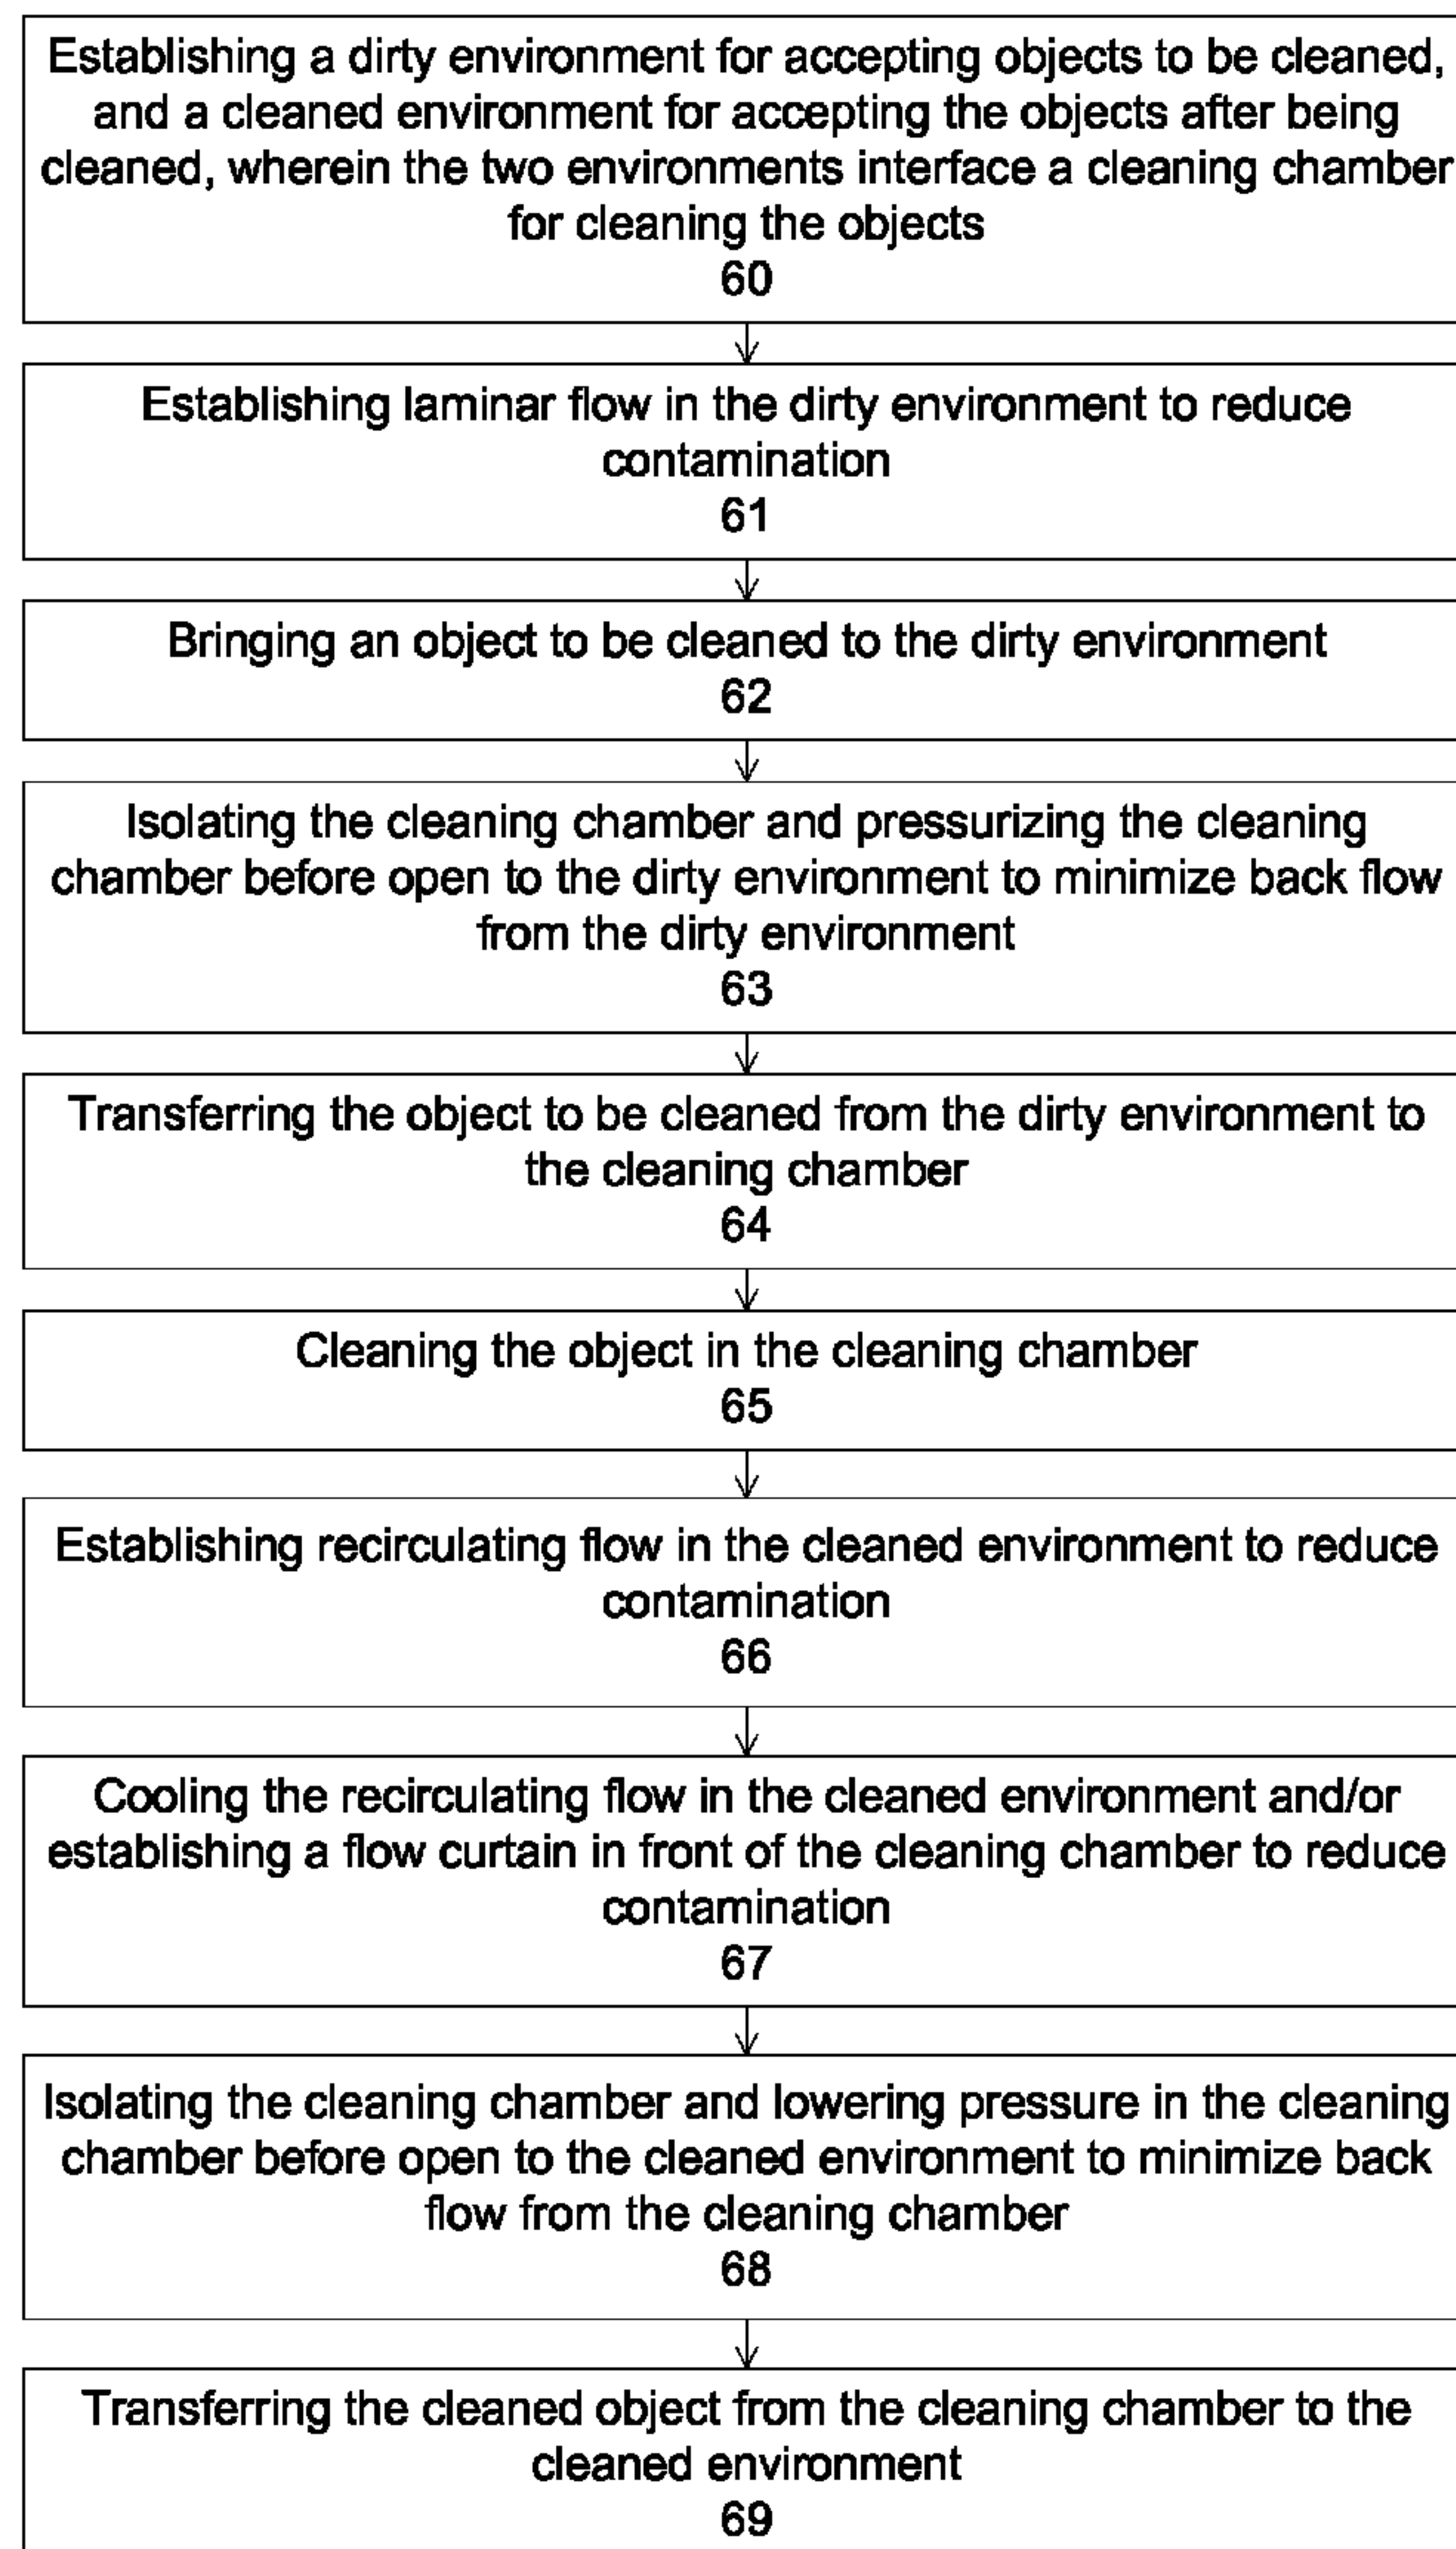 Establishing a dirty environment for accepting objects to be cleaned,
and a cleaned environment for accepting the objects after being
cleaned, wherein the two environments interface a cleaning chamber
for cleaning the objects
60
Establishing laminar flow in the dirty environment to reduce
contamination
61
Bringing an object to be cleaned to the dirty environment
62
Isolating the cleaning chamber and pressurizing the cleaning
chamber before open to the dirty environment to minimize back flow
from the dirty environment
63
Transferring the object to be cleaned from the dirty environment to
the cleaning chamber
64
Cleaning the object in the cleaning chamber
65
Establishing recirculating flow in the cleaned environment to reduce
contamination
66
Cooling the recirculating flow in the cleaned environment and/or
establishing a flow curtain in front of the cleaning chamber to reduce
contamination
67
Isolating the cleaning chamber and lowering pressure in the cleaning
chamber before open to the cleaned environment to minimize back
flow from the cleaning chamber
68
Transferring the cleaned object from the cleaning chamber to the
cleaned environment
69